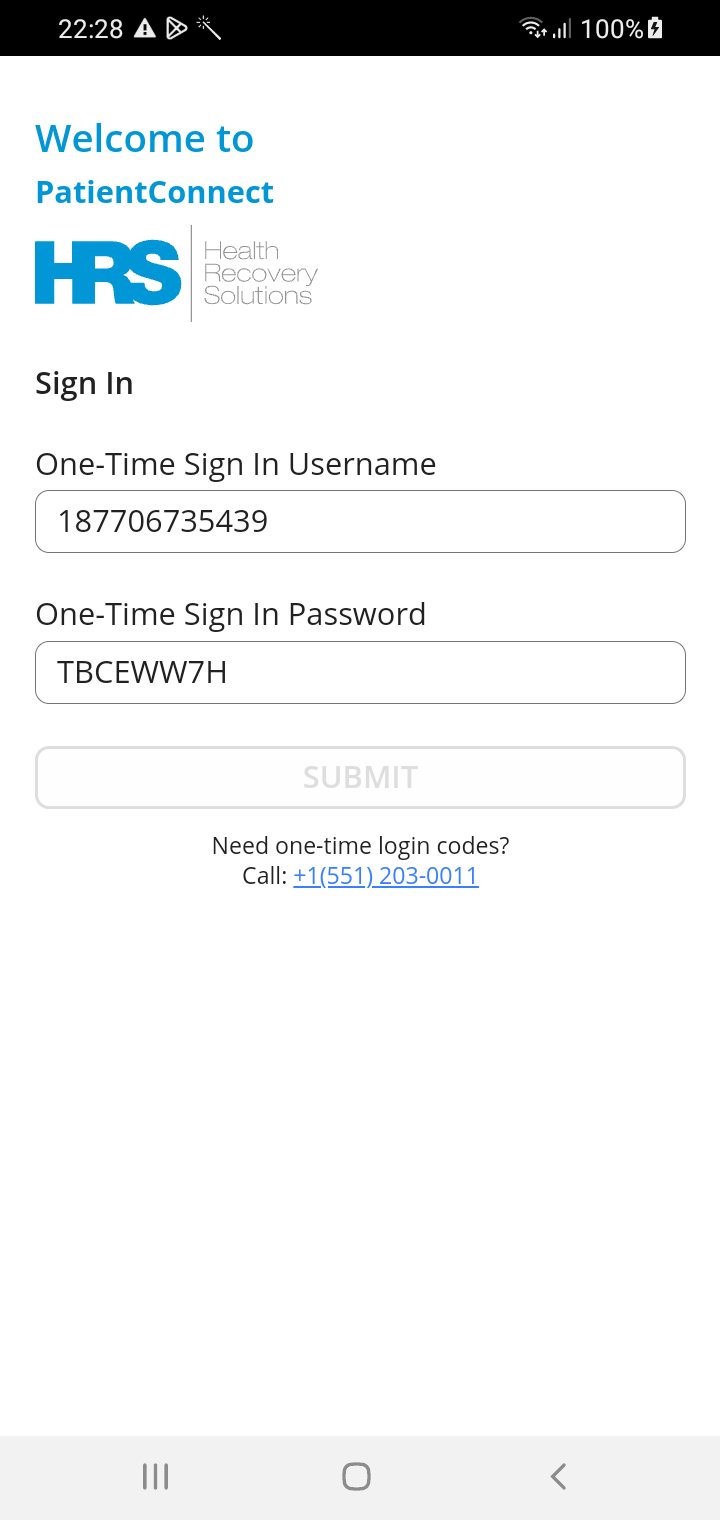 22:28 100%
Welcome to
PatientConnect
HRS
Health
Recovery
Solutions
Sign In
One-Time Sign In Username
187706735439
One-Time Sign In Password
TBCEWW7H
SUBMIT
Need one-time login codes?
Call: +1(551) 203-0011